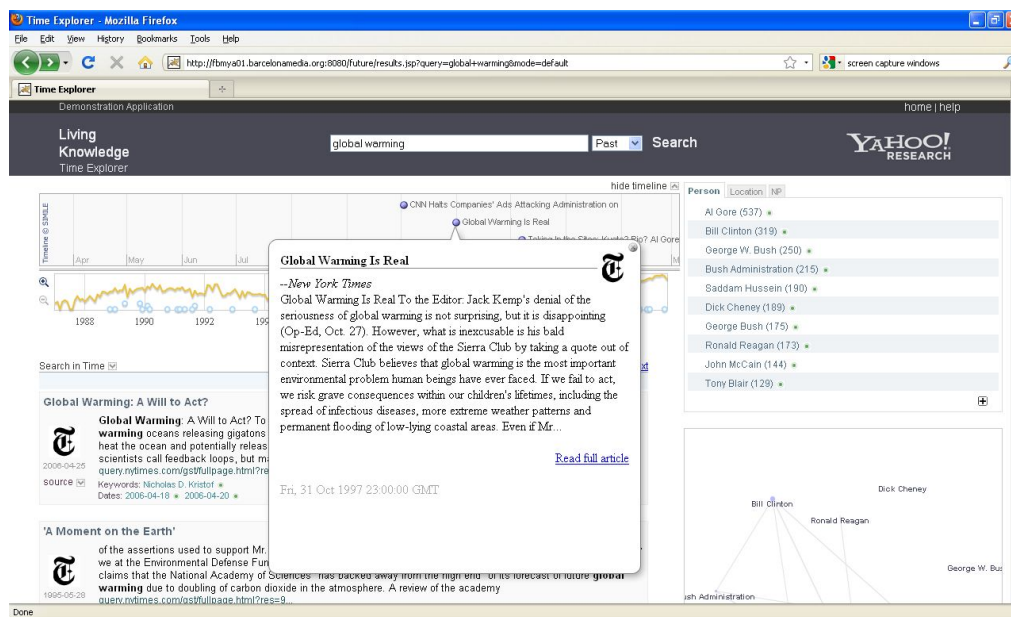 Time Explorer - Mozilla Firefox
File Edit View History Bookmarks Tools Help
http://fbmya01.barcelonamedia.org:8080/future/results.jsp?query=global+warming&mode=default
screen capture windows
Time Explorer
Demonstration Application
home | help
Living
Knowledge
Time Explorer
global warming
Past
Search
YAHOO!
RESEARCH
hide timeline
Timeline © SIMILE
CNN Halts Companies' Ads Attacking Administration on
Global Warming Is Real
Al Gore
Apr May Jun Jul
1988 1990 1992 199
Search in Time
Global Warming Is Real
--New York Times
Global Warming Is Real To the Editor: Jack Kemp's denial of the
seriousness of global warming is not surprising, but it is disappointing
(Op-Ed, Oct. 27). However, what is inexcusable is his bald
misrepresentation of the views of the Sierra Club by taking a quote out of
context. Sierra Club believes that global warming is the most important
environmental problem human beings have ever faced. If we fail to act,
we risk grave consequences within our children's lifetimes, including the
spread of infectious diseases, more extreme weather patterns and
permanent flooding of low-lying coastal areas. Even if Mr...
Read full article
Fri, 31 Oct 1997 23:00:00 GMT
Global Warming: A Will to Act?
Global Warming: A Will to Act? To
warming oceans releasing gigatons
heat the ocean and potentially releas
scientists call feedback loops, but m
query.nytimes.com/gst/fullpage.html?re
2006-04-25
source
Keywords: Nicholas D. Kristof
Dates: 2006-04-18 2006-04-20
'A Moment on the Earth'
of the assertions used to support Mr.
we at the Environmental Defense Fun
claims that the National Academy of Sciences "has backed away from the high end" of its forecast of future global
warming due to doubling of carbon dioxide in the atmosphere. A review of the academy
query.nytimes.com/gst/fullpage.html?res=9...
1995-05-28
Person Location NP
Al Gore (537)
Bill Clinton (319)
George W. Bush (250)
Bush Administration (215)
Saddam Hussein (190)
Dick Cheney (189)
George Bush (175)
Ronald Reagan (173)
John McCain (144)
Tony Blair (129)
Dick Cheney
Bill Clinton
Ronald Reagan
George W. Bu
ush Administration
Done